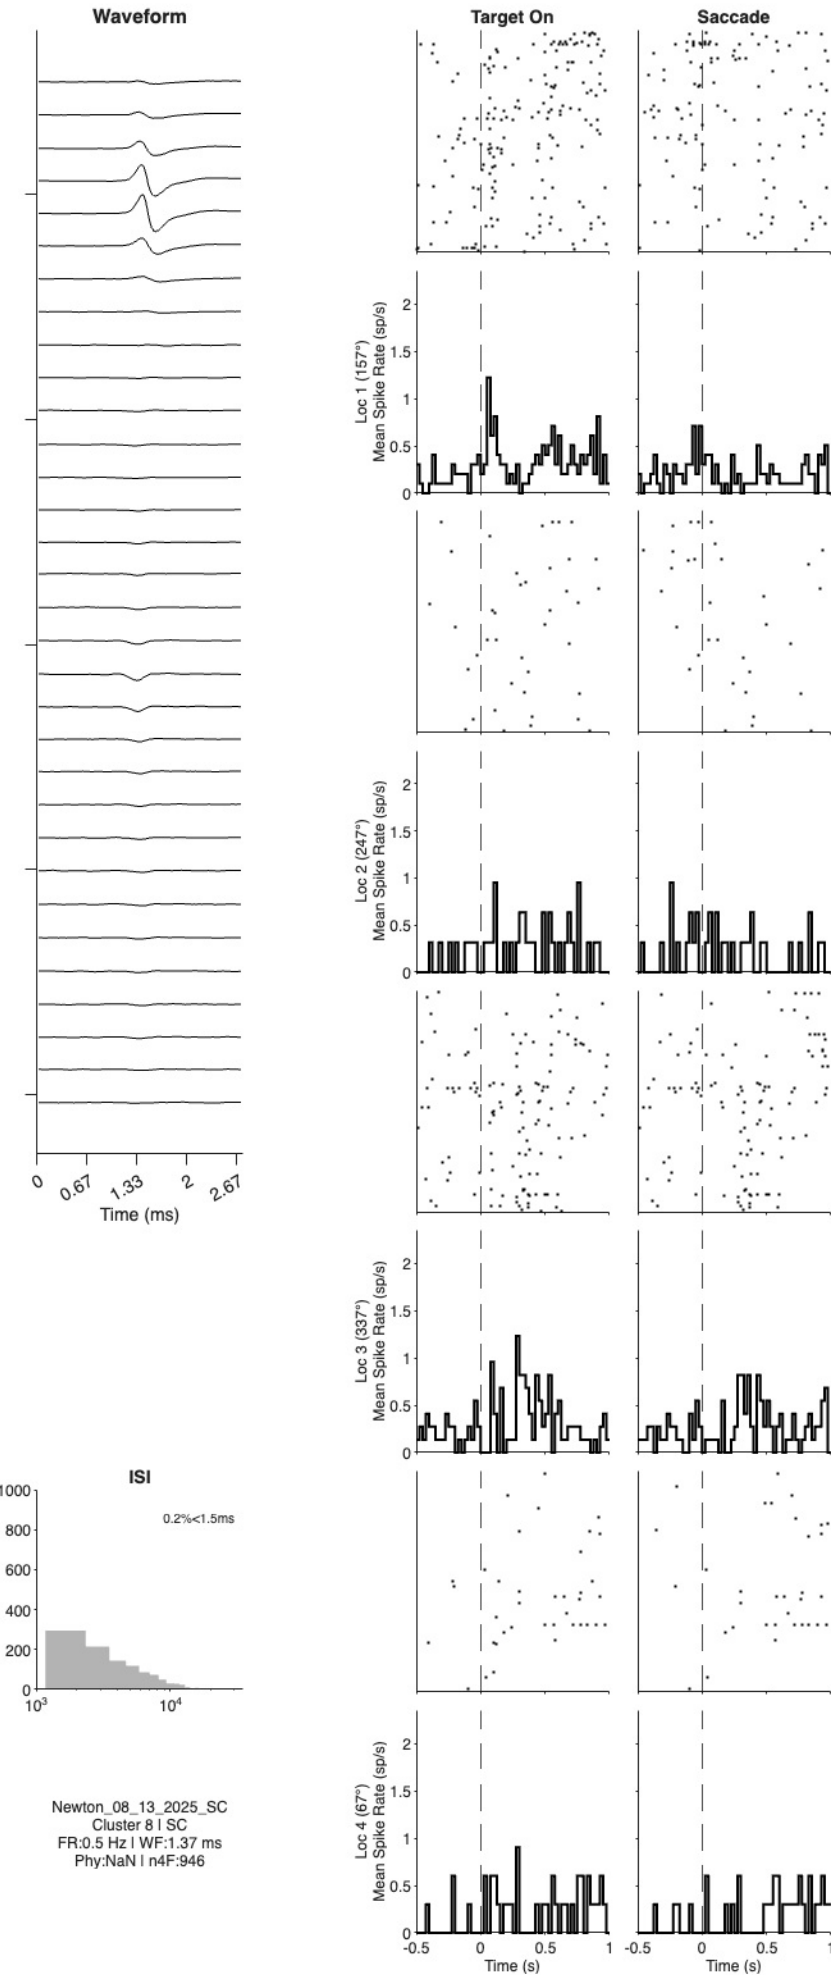 Waveform
0
0.67
1.33
2
2.67
Time (ms)
ISI
1000
800
600
400
200
0
10³
10⁴
0.2%<1.5ms
Newton_08_13_2025_SC
Cluster 8 | SC
FR:0.5 Hz | WF:1.37 ms
Phy:NaN | n4F:946
Target On
Saccade
Loc 1 (157°)
Mean Spike Rate (sp/s)
2
1.5
1
0.5
0
Loc 2 (247°)
Mean Spike Rate (sp/s)
2
1.5
1
0.5
0
Loc 3 (337°)
Mean Spike Rate (sp/s)
2
1.5
1
0.5
0
Loc 4 (67°)
Mean Spike Rate (sp/s)
2
1.5
1
0.5
0
-0.5
0
0.5
1
Time (s)
-0.5
0
0.5
1
Time (s)